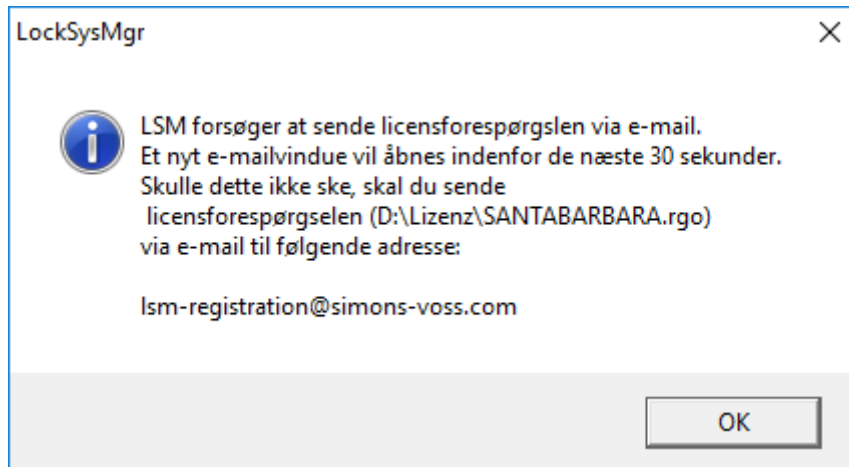 LockSysMgr
LSM forsøger at sende licensforespørgslen via e-mail.
Et nyt e-mailvindue vil åbnes indenfor de næste 30 sekunder.
Skulle dette ikke ske, skal du sende
licensforespørgselen (D:\Lizenz\SANTABARBARA.rgo)
via e-mail til følgende adresse:
lsm-registration@simons-voss.com
OK